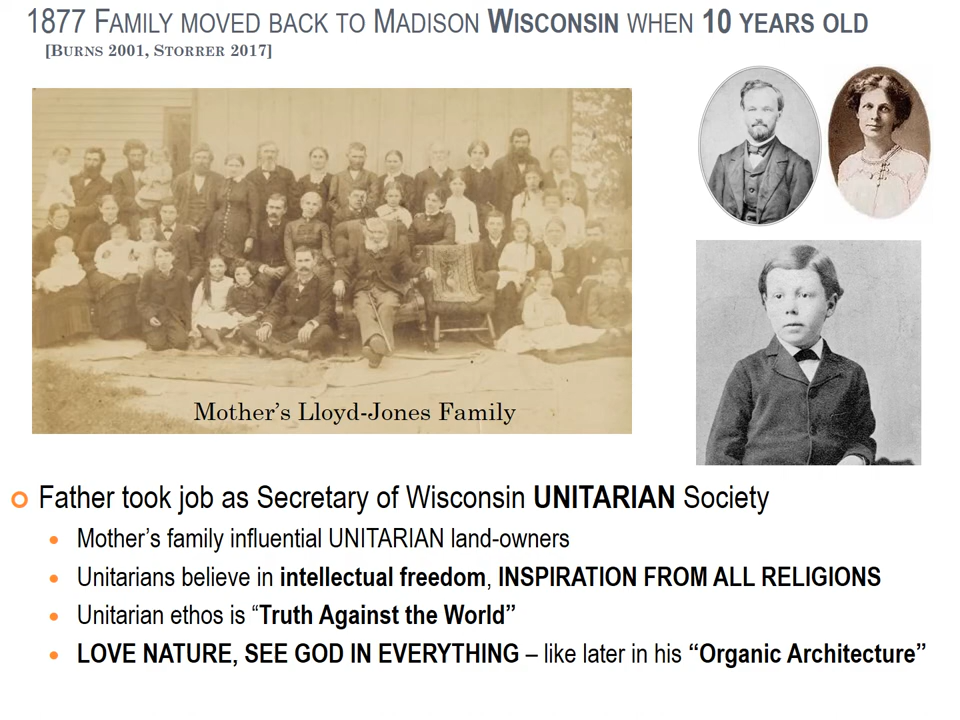 1877 Family moved back to Madison Wisconsin when 10 years old
[Burns 2001, Storrer 2017]
Mother's Lloyd-Jones Family
Father took job as Secretary of Wisconsin UNITARIAN Society
Mother's family influential UNITARIAN land-owners
Unitarians believe in intellectual freedom, INSPIRATION FROM ALL RELIGIONS
Unitarian ethos is “Truth Against the World”
LOVE NATURE, SEE GOD IN EVERYTHING – like later in his “Organic Architecture”